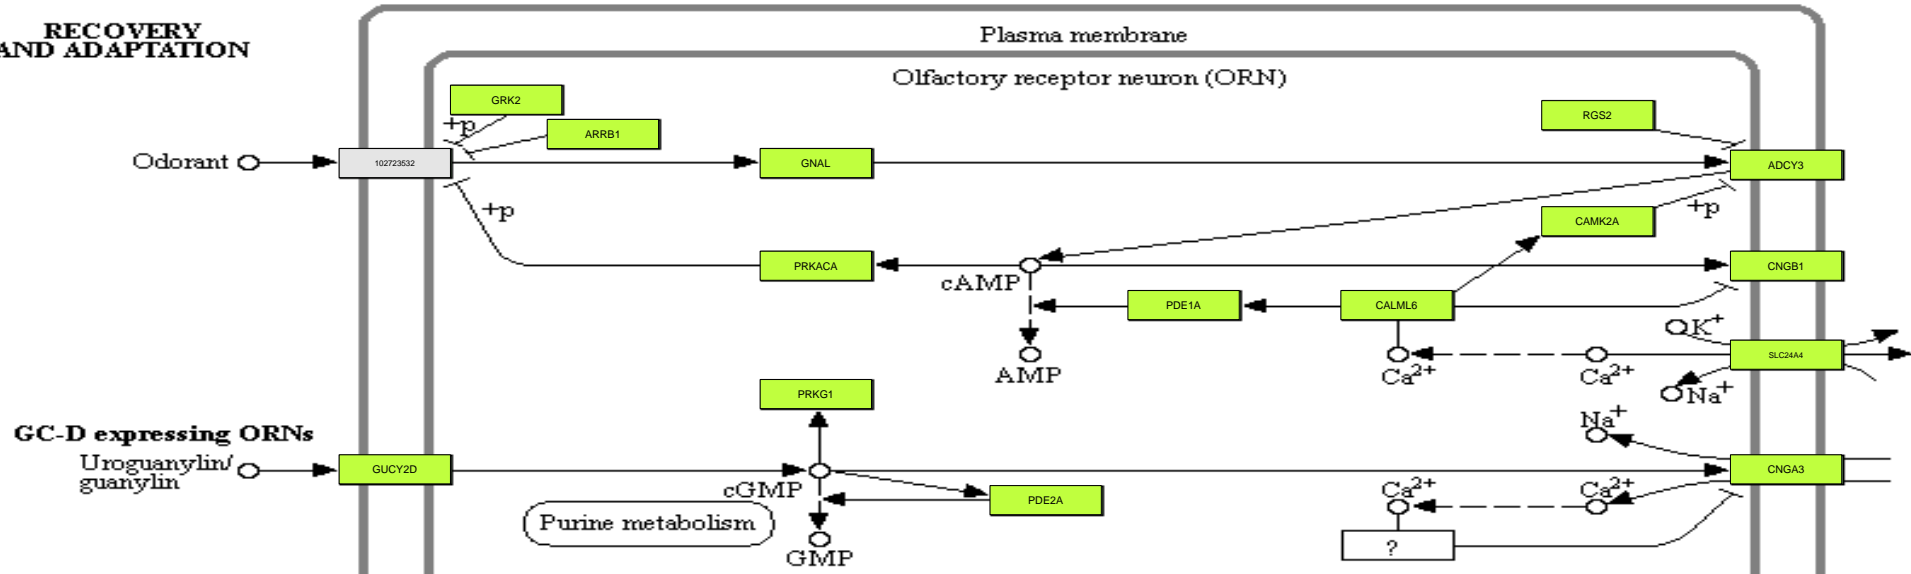 RECOVERY
AND ADAPTATION
Plasma membrane
Olfactory receptor neuron (ORN)
GRK2
+p
ARRB1
RGS2
Odorant
102723532
GNAL
ADCY3
+p
CAMK2A
+p
PRKACA
cAMP
CNGB1
PDE1A
CALML6
K+
SLC24A4
AMP
Ca2+
Ca2+
Na+
PRKG1
GC-D expressing ORNs
Na+
Uroguanylin/
guanylin
GUCY2D
CNGA3
cGMP
PDE2A
Ca2+
Ca2+
Purine metabolism
?
GMP